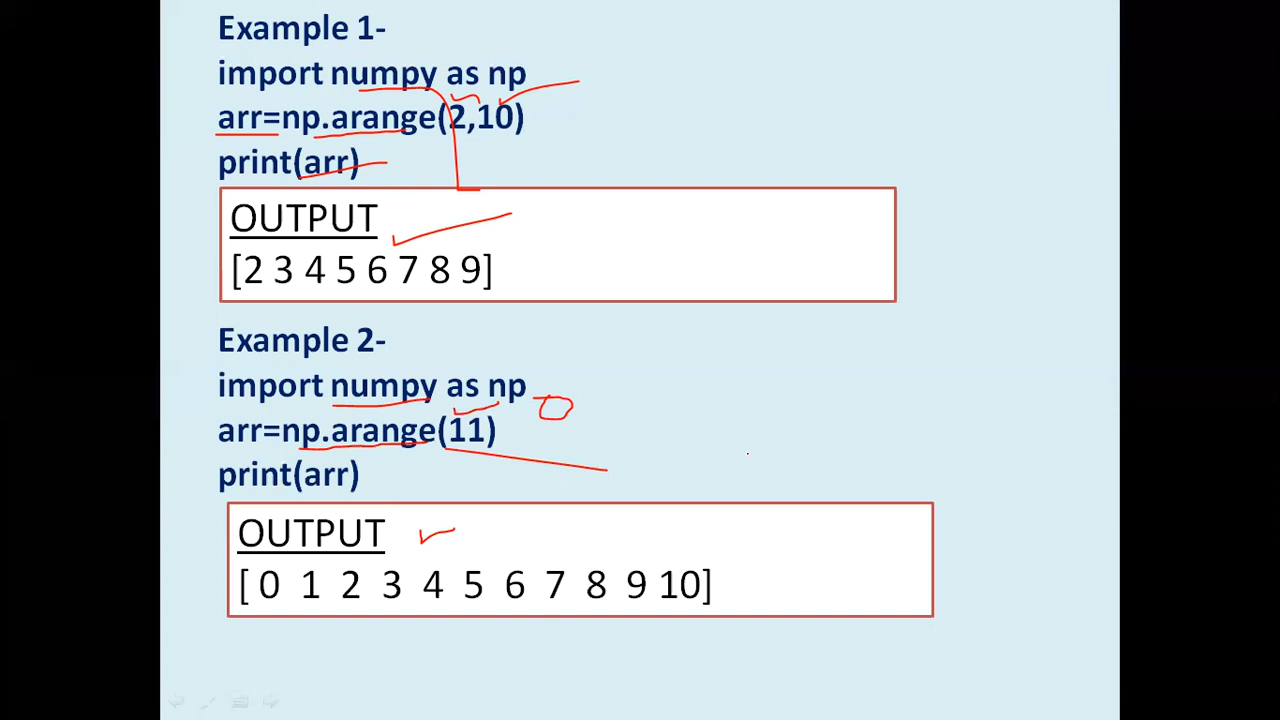 Example 1-
import numpy as np
arr=np.arange(2,10)
print(arr)
OUTPUT
[2 3 4 5 6 7 8 9]
Example 2-
import numpy as np
0
arr=np.arange(11)
print(arr)
OUTPUT
[ 0 1 2 3 4 5 6 7 8 9 10]